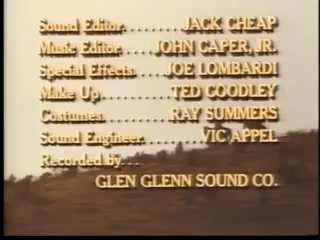 Sound Editor........JACK CHEAP
Music Editor.....JOHN CAPER, JR.
Special Effects....JOE LOMBARDI
Make Up..........TED COODLEY
Costumes.........RAY SUMMERS
Sound Engineer.......VIC APPEL
Recorded by...
GLEN GLENN SOUND CO.